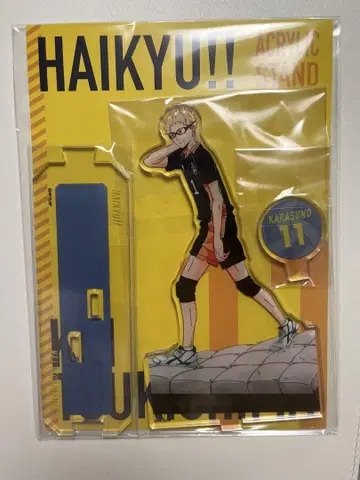 HAIKYU!!
ACRYLIC
STAND
KARASUNO
11